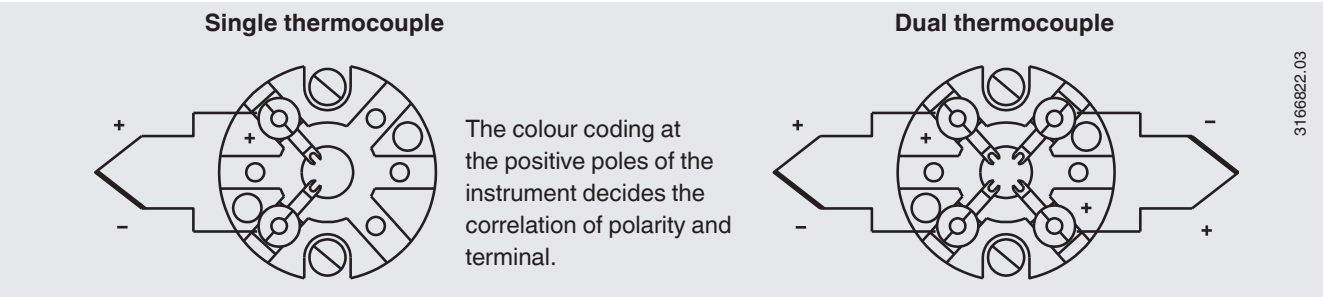 Single thermocouple
+
+
−
The colour coding at
the positive poles of the
instrument decides the
correlation of polarity and
terminal.
Dual thermocouple
+
+
−
−
+
+
3166822.03